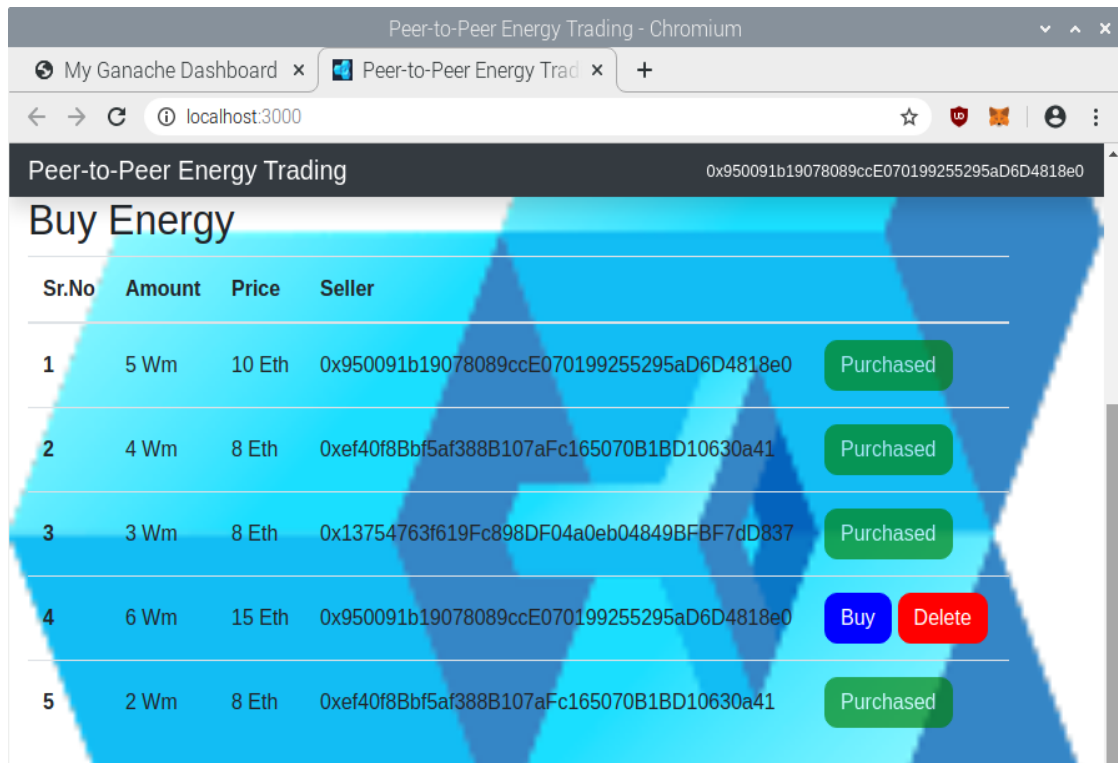 Peer-to-Peer Energy Trading - Chromium
My Ganache Dashboard × Peer-to-Peer Energy Trad × +
localhost:3000
Peer-to-Peer Energy Trading 0x950091b19078089ccE070199255295aD6D4818e0
Buy Energy
Sr.No Amount Price Seller
1 5 Wm 10 Eth 0x950091b19078089ccE070199255295aD6D4818e0 Purchased
2 4 Wm 8 Eth 0xef40f8Bbf5af388B107aFc165070B1BD10630a41 Purchased
3 3 Wm 8 Eth 0x13754763f619Fc898DF04a0eb04849BFBF7dD837 Purchased
4 6 Wm 15 Eth 0x950091b19078089ccE070199255295aD6D4818e0 Buy Delete
5 2 Wm 8 Eth 0xef40f8Bbf5af388B107aFc165070B1BD10630a41 Purchased